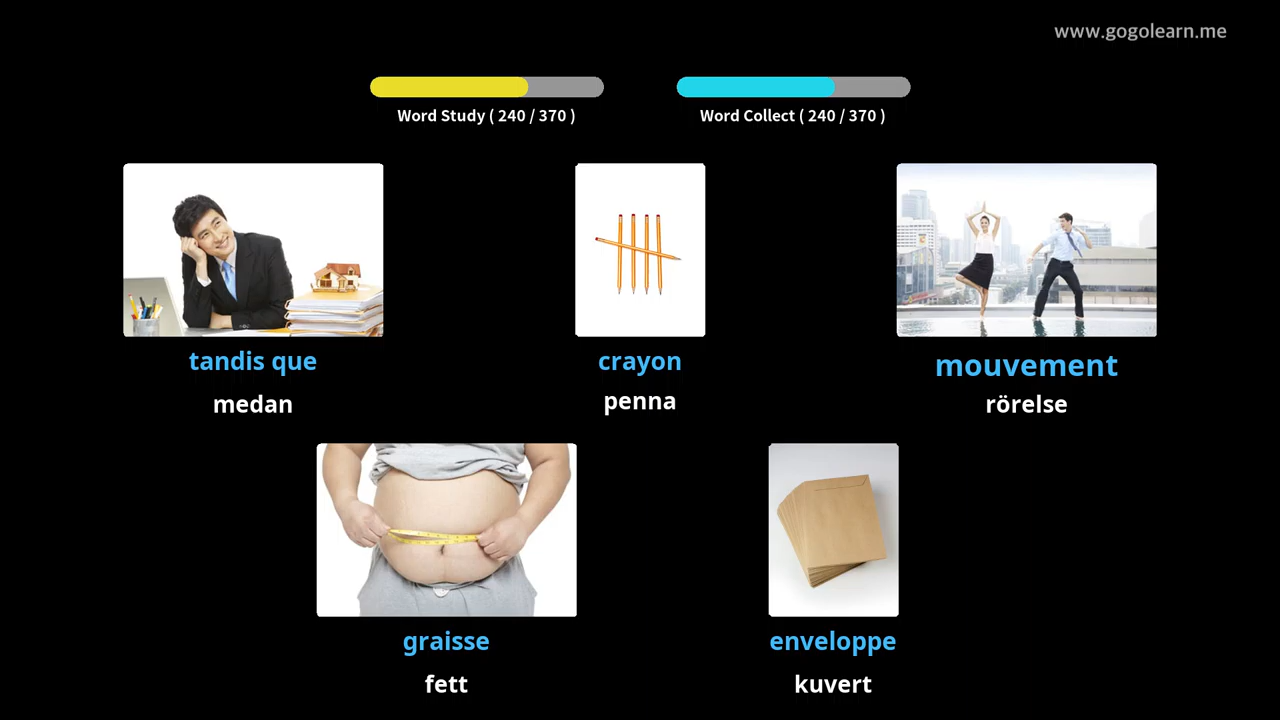 www.gogolearn.me
Word Study ( 240 / 370 )
Word Collect ( 240 / 370 )
tandis que
medan
crayon
penna
mouvement
rörelse
graisse
fett
enveloppe
kuvert